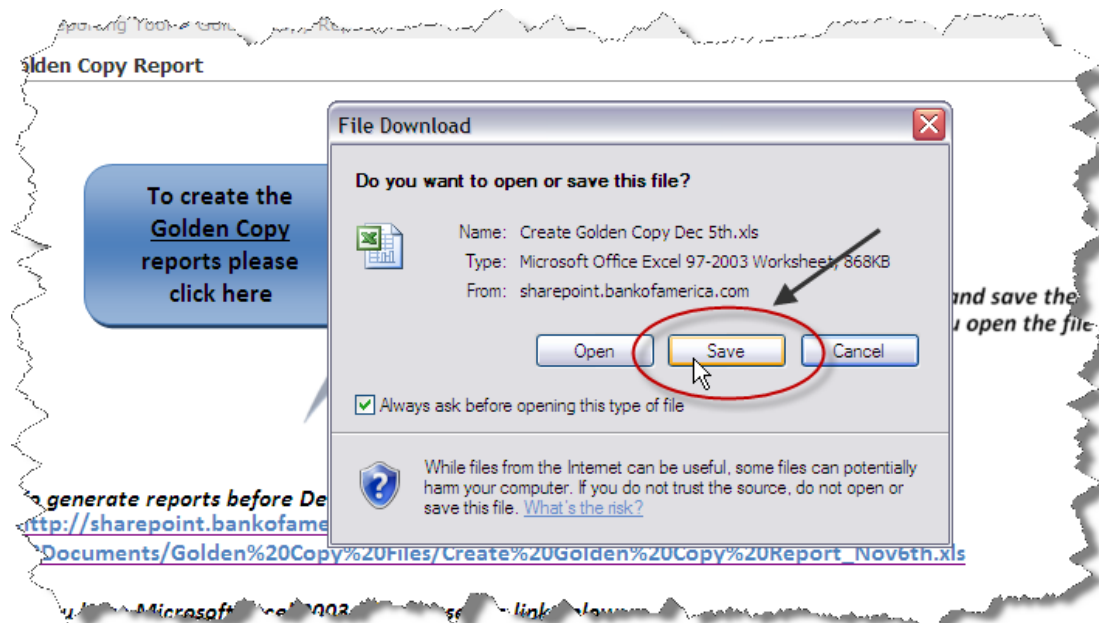 lden Copy Report
File Download
Do you want to open or save this file?
To create the
Golden Copy
reports please
click here
Name: Create Golden Copy Dec 5th.xls
Type: Microsoft Office Excel 97-2003 Worksheet, 868KB
From: sharepoint.bankofamerica.com
and save the
u open the file
Open Save Cancel
Always ask before opening this type of file
While files from the Internet can be useful, some files can potentially
harm your computer. If you do not trust the source, do not open or
save this file. What's the risk?
generate reports before De
ttp://sharepoint.bankofame
Documents/Golden%20Copy%20Files/Create%20Golden%20Copy%20Report_Nov6th.xls
Microsoft